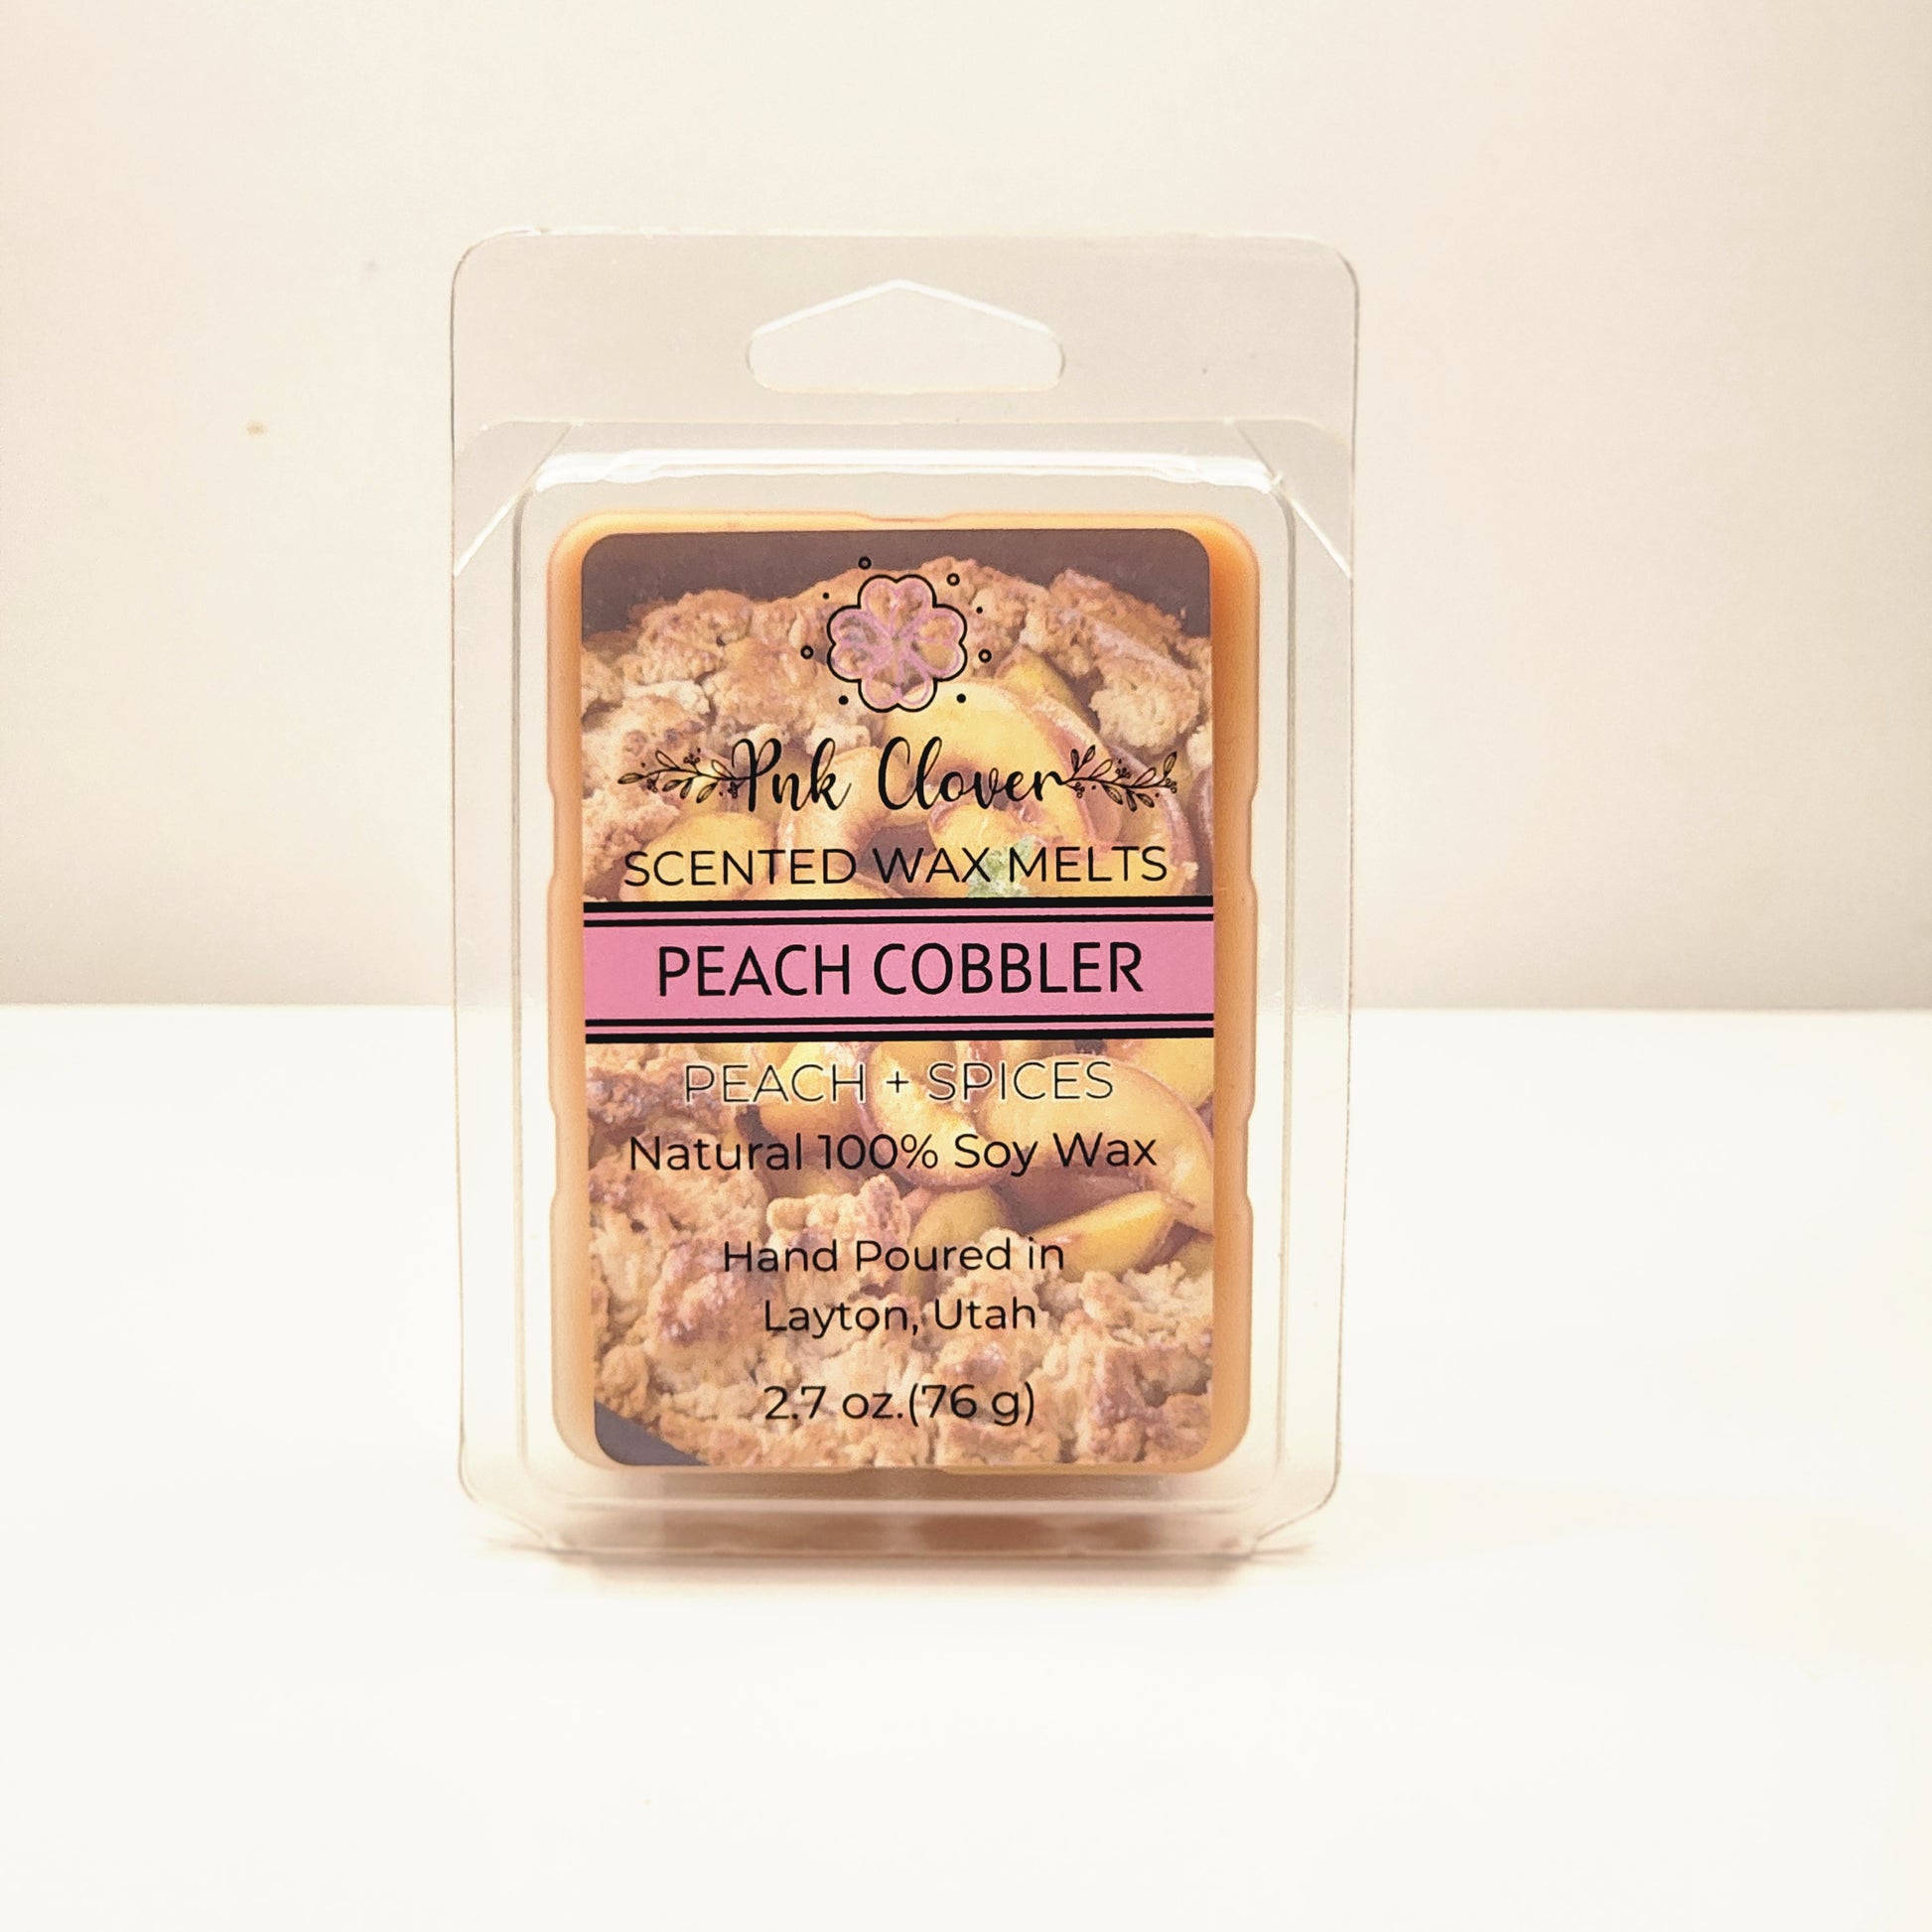 Pnk Clover
SCENTED WAX MELTS
PEACH COBBLER
PEACH + SPICES
Natural 100% Soy Wax
Hand Poured in
Layton, Utah
2.7 oz.(76 g)